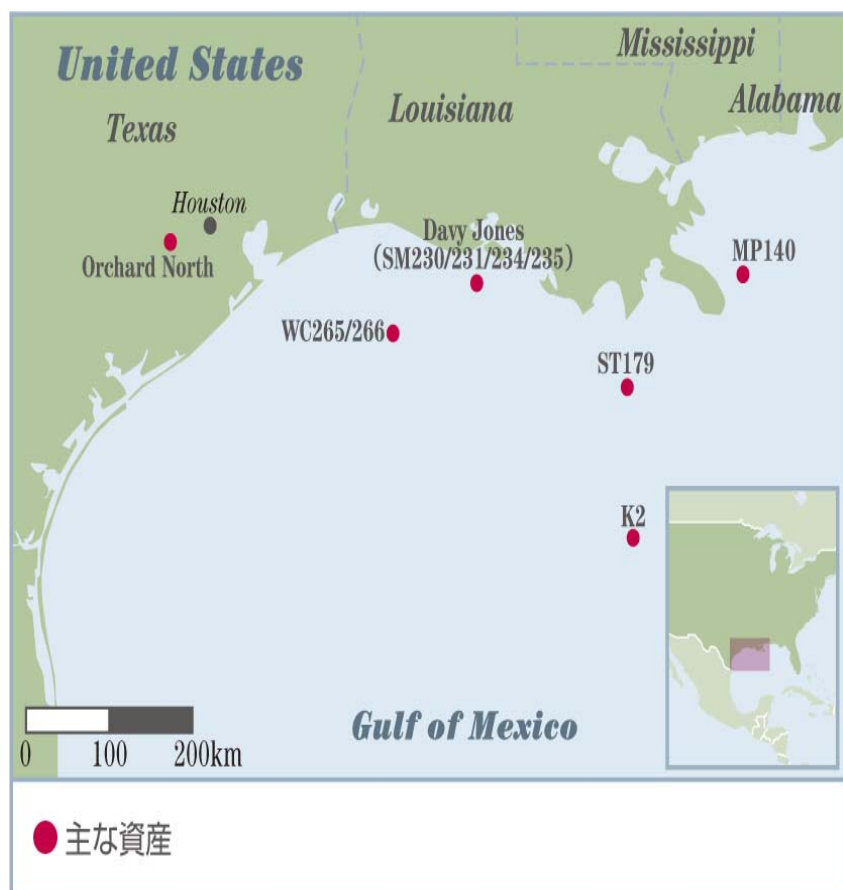 United States
Mississippi
Alabama
Louisiana
Texas
Houston
Orchard North
Davy Jones
(SM230/231/234/235)
MP140
WC265/266
ST179
K2
Gulf of Mexico
0 100 200km
主な資産